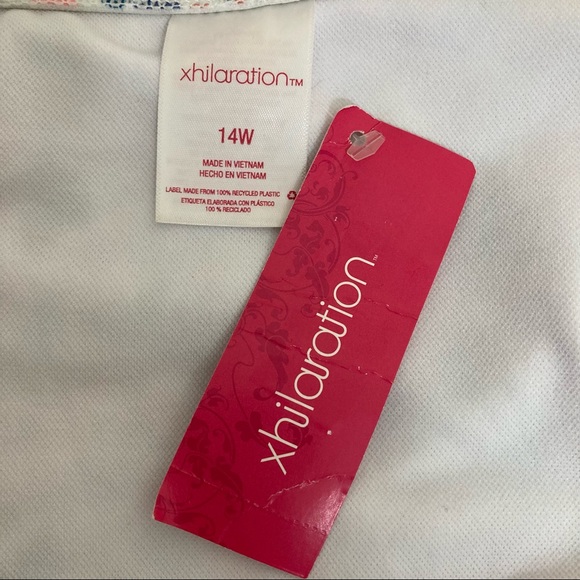 xhilaration™
14W
MADE IN VIETNAM
HECHO EN VIETNAM
LABEL MADE FROM 100% RECYCLED PLASTIC
ETIQUETA ELABORADA CON PLÁSTICO
100 % RECICLADO
xhilaration™